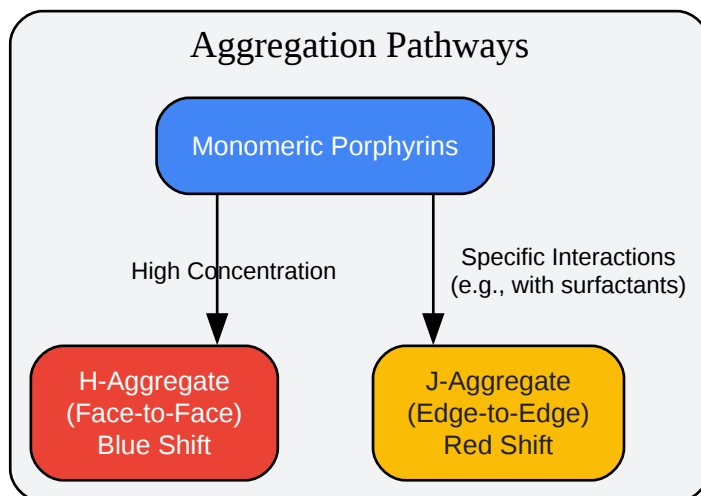 Aggregation Pathways
Monomeric Porphyrins
High Concentration
Specific Interactions
(e.g., with surfactants)
H-Aggregate
(Face-to-Face)
Blue Shift
J-Aggregate
(Edge-to-Edge)
Red Shift